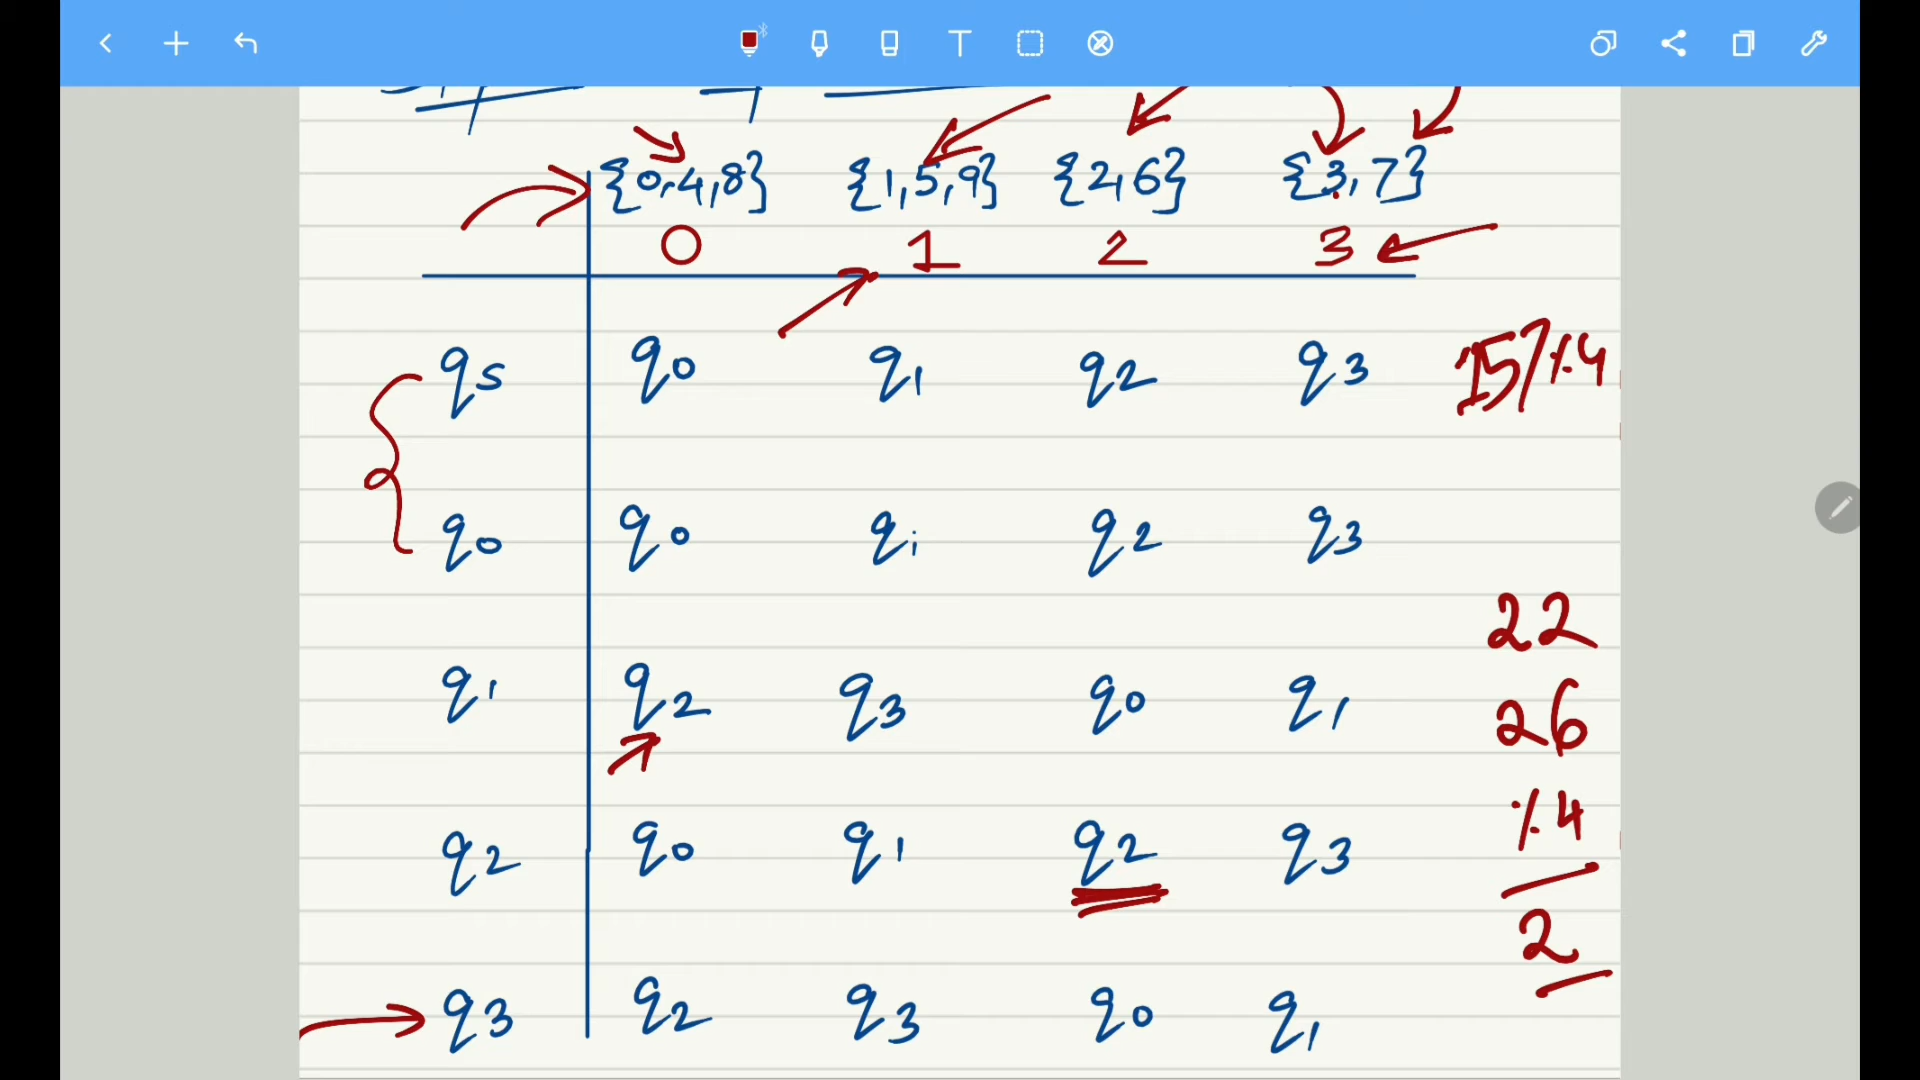 {0,4,8} {1,5,9} {2,6} {3,7}
0 1 2 3
qs q0 q1 q2 q3 15%4
q0 q0 q1 q2 q3
22
q1 q2 q3 q0 q1 26
%4
q2 q0 q1 q2 q3
2
q3 q2 q3 q0 q1